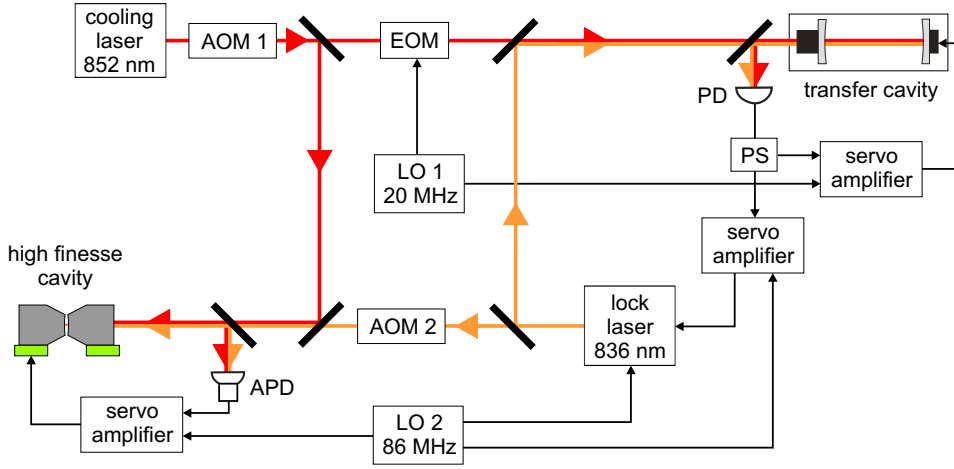 cooling
laser
852 nm
AOM 1
EOM
PD
transfer cavity
LO 1
20 MHz
PS
servo
amplifier
servo
amplifier
high finesse
cavity
AOM 2
lock
laser
836 nm
APD
servo
amplifier
LO 2
86 MHz